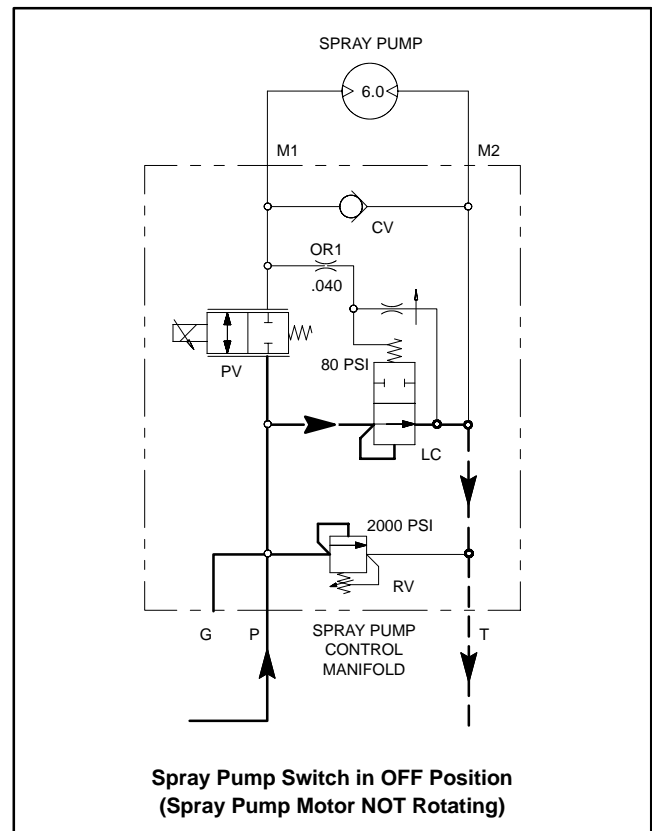 SPRAY PUMP
6.0
M1
M2
CV
OR1
.040
80 PSI
PV
LC
2000 PSI
RV
G
P
SPRAY PUMP
CONTROL
MANIFOLD
T
Spray Pump Switch in OFF Position
(Spray Pump Motor NOT Rotating)